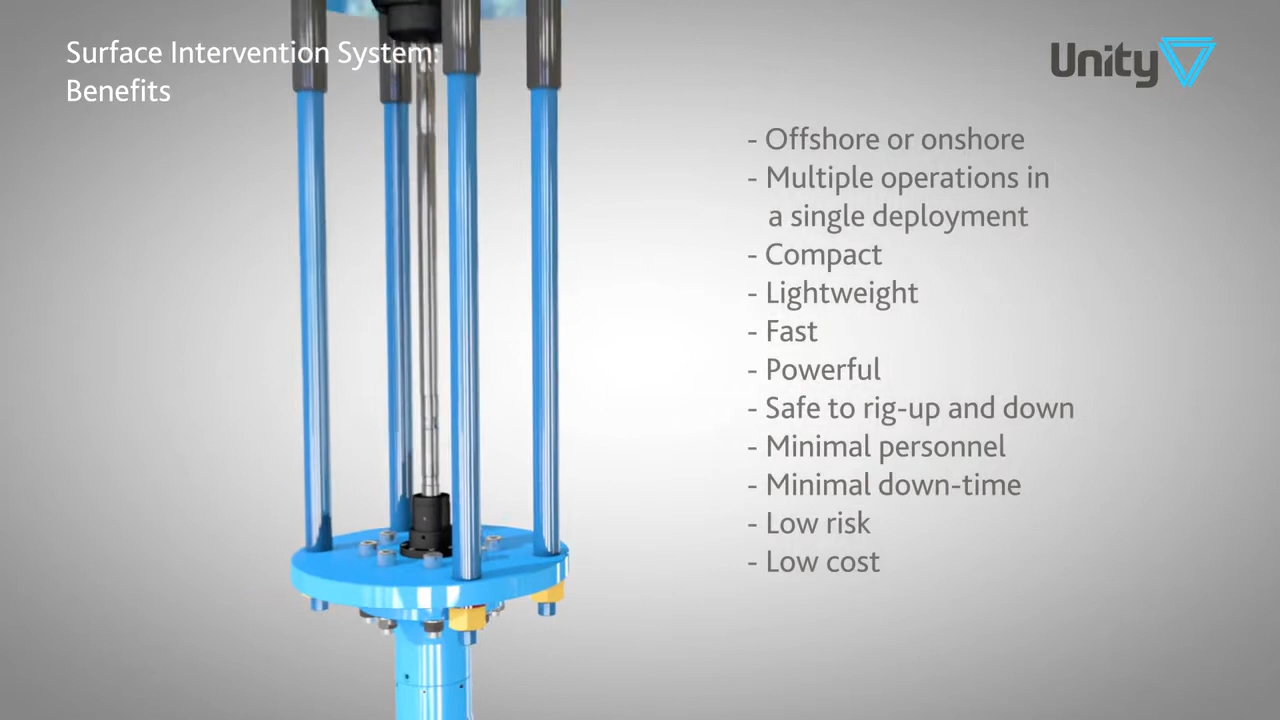 Surface Intervention System:
Benefits
Unity
- Offshore or onshore
- Multiple operations in
a single deployment
- Compact
- Lightweight
- Fast
- Powerful
- Safe to rig-up and down
- Minimal personnel
- Minimal down-time
- Low risk
- Low cost